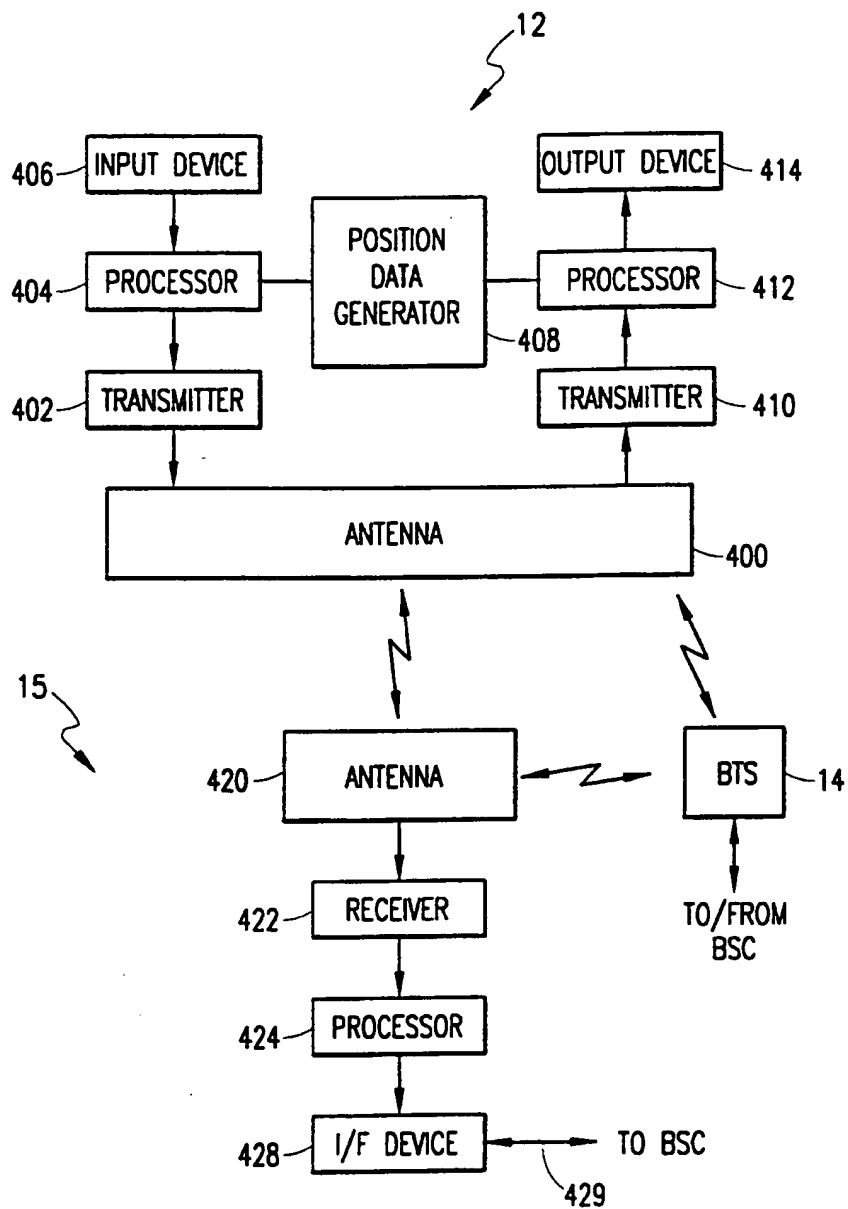 12
INPUT DEVICE
406
OUTPUT DEVICE
414
POSITION
DATA
GENERATOR
408
PROCESSOR
404
PROCESSOR
412
TRANSMITTER
402
TRANSMITTER
410
ANTENNA
400
15
ANTENNA
420
BTS
14
RECEIVER
422
TO/FROM
BSC
PROCESSOR
424
I/F DEVICE
428
TO BSC
429